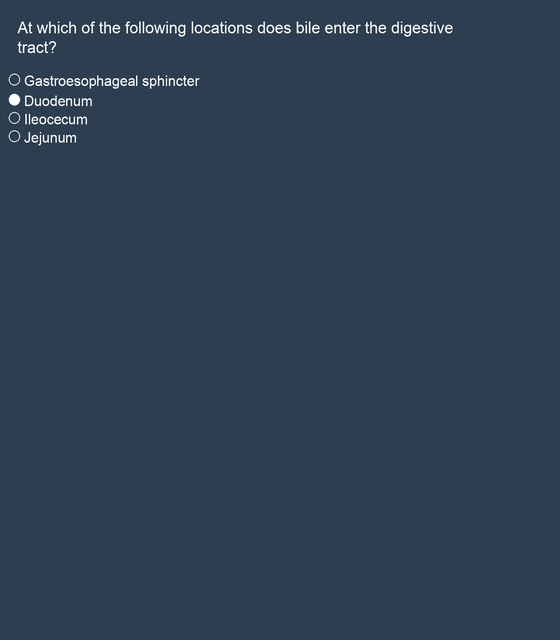 At which of the following locations does bile enter the digestive
tract?
Gastroesophageal sphincter
Duodenum
Ileocecum
Jejunum